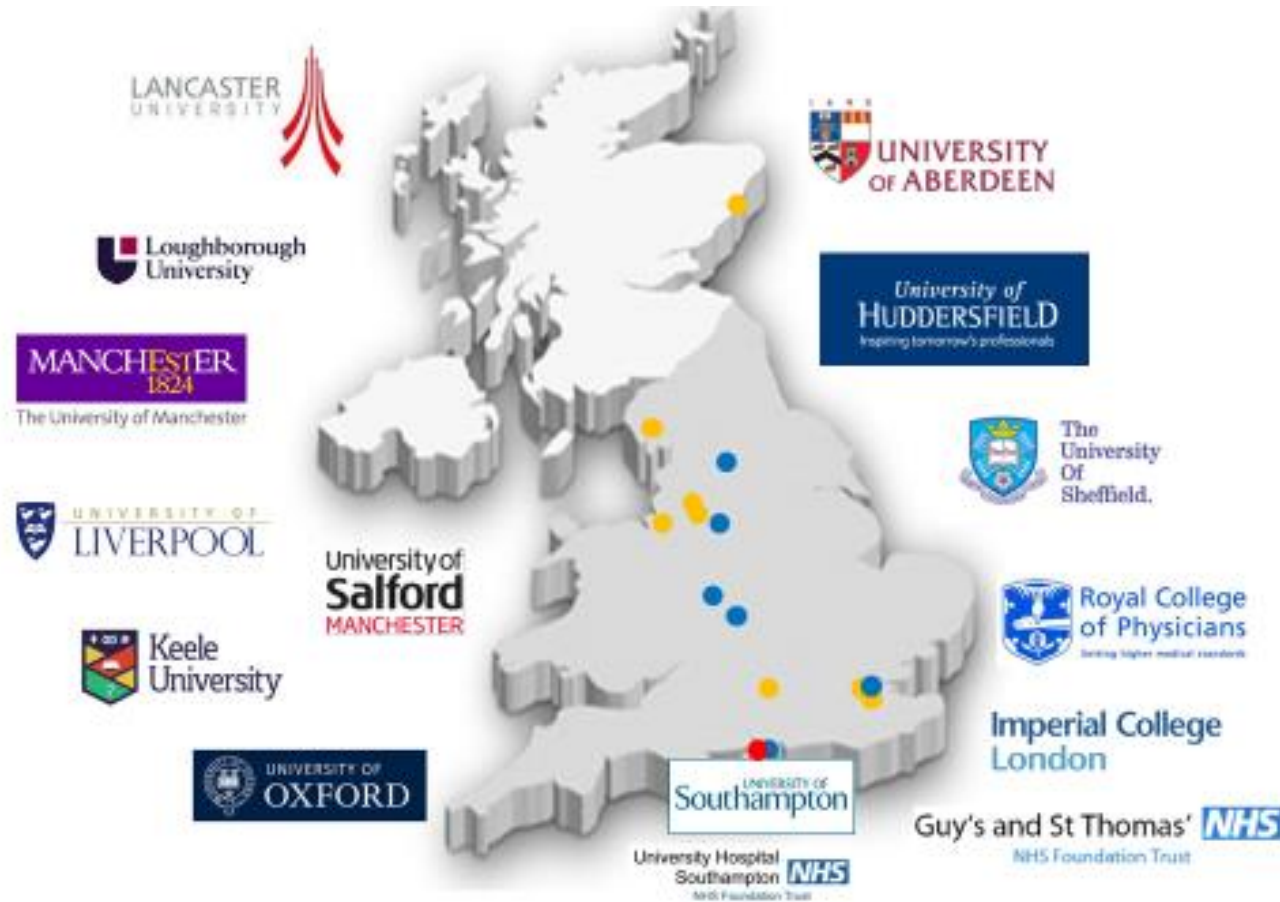 LANCASTER
UNIVERSITY
UNIVERSITY
OF ABERDEEN
Loughborough
University
University of
HUDDERSFIELD
Inspiring tomorrow's professionals
MANCHESTER
1824
The University of Manchester
The
University
Of
Sheffield.
UNIVERSITY OF
LIVERPOOL
University of
Salford
MANCHESTER
Royal College
of Physicians
Setting higher medical standards
Keele
University
Imperial College
London
UNIVERSITY OF
OXFORD
UNIVERSITY OF
Southampton
Guy's and St Thomas' NHS
NHS Foundation Trust
University Hospital
Southampton NHS
NHS Foundation Trust